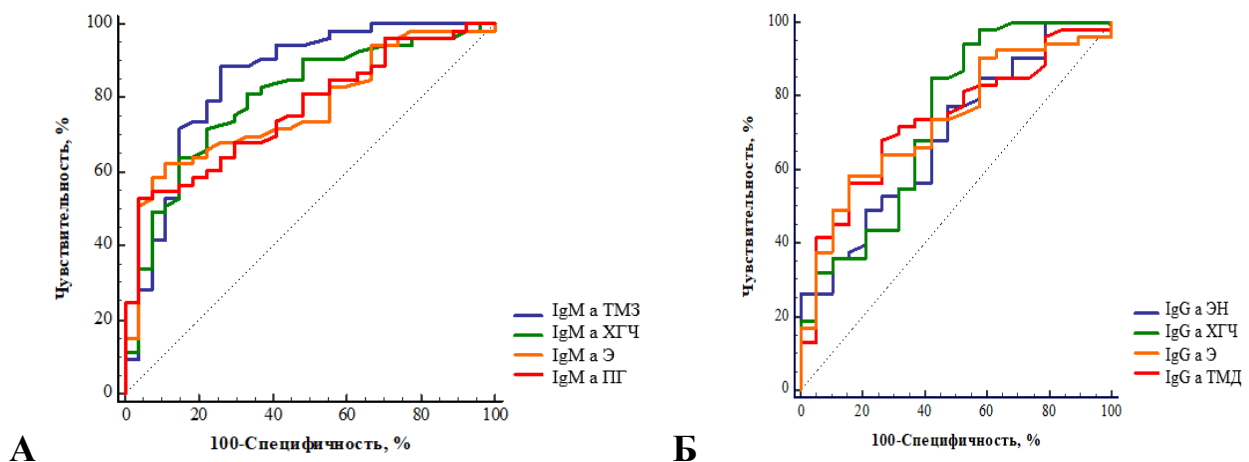 100
80
60
40
20
0
Чувствительность, %
0 20 40 60 80 100
100-Специфичность, %
IgM a ТМЗ
IgM a ХГЧ
IgM a Э
IgM a ПГ
А
100
80
60
40
20
0
Чувствительность, %
0 20 40 60 80 100
100-Специфичность, %
IgG a ЭН
IgG a ХГЧ
IgG a Э
IgG a ТМД
Б